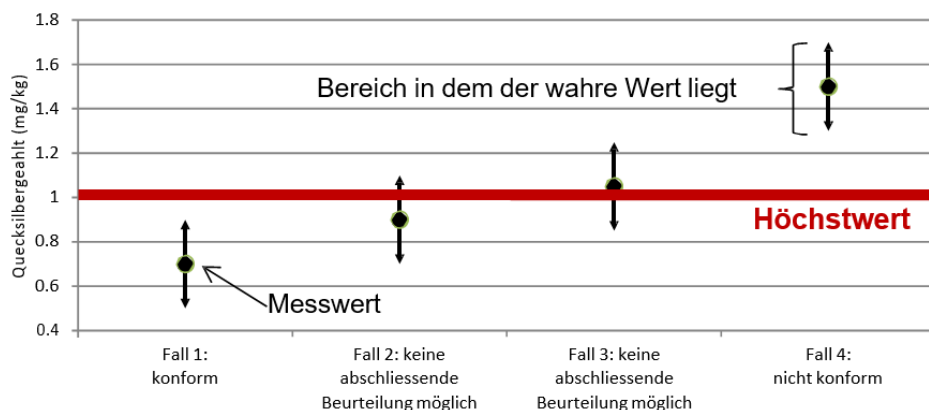 Quecksilbergeahlt (mg/kg)
1.8
1.6
1.4
1.2
1
0.8
0.6
0.4
Bereich in dem der wahre Wert liegt
Höchstwert
Messwert
Fall 1:
konform
Fall 2: keine
abschliessende
Beurteilung möglich
Fall 3: keine
abschliessende
Beurteilung möglich
Fall 4:
nicht konform